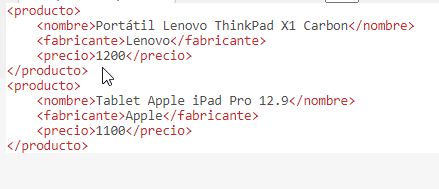 <producto>
    <nombre>Portátil Lenovo ThinkPad X1 Carbon</nombre>
    <fabricante>Lenovo</fabricante>
    <precio>1200</precio>
</producto>
<producto>
    <nombre>Tablet Apple iPad Pro 12.9</nombre>
    <fabricante>Apple</fabricante>
    <precio>1100</precio>
</producto>